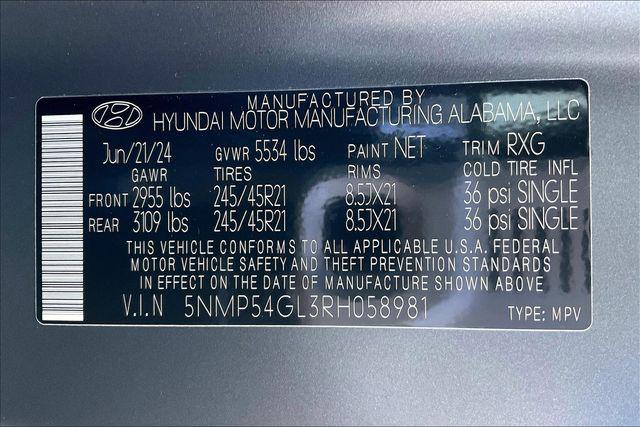 MANUFACTURED BY
HYUNDAI MOTOR MANUFACTURING ALABAMA, LLC
Jun/21/24 GVWR 5534 lbs PAINT NET TRIM RXG
GAWR TIRES RIMS COLD TIRE INFL
FRONT 2955 lbs 245/45R21 8.5JX21 36 psi SINGLE
REAR 3109 lbs 245/45R21 8.5JX21 36 psi SINGLE
THIS VEHICLE CONFORMS TO ALL APPLICABLE U.S.A. FEDERAL
MOTOR VEHICLE SAFETY AND THEFT PREVENTION STANDARDS
IN EFFECT ON THE DATE OF MANUFACTURE SHOWN ABOVE
V.I.N 5NMP54GL3RH058981 TYPE: MPV